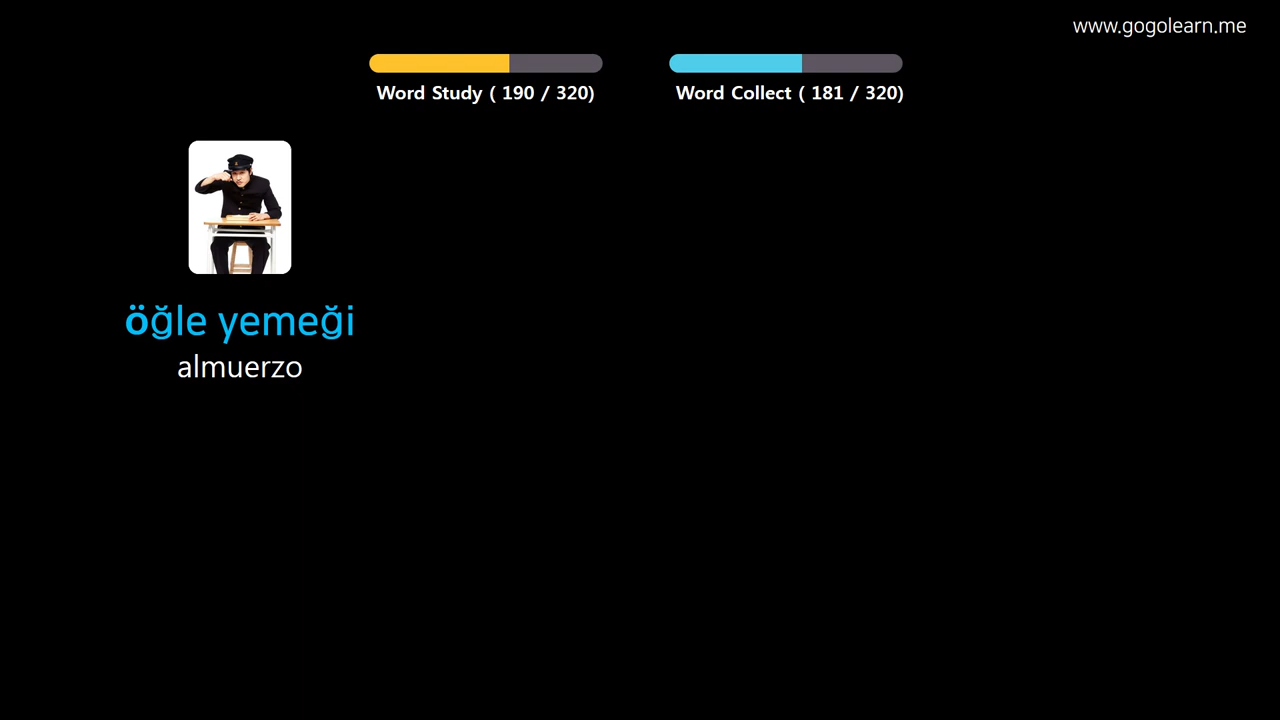 www.gogolearn.me
Word Study ( 190 / 320)
Word Collect ( 181 / 320)
öğle yemeği
almuerzo